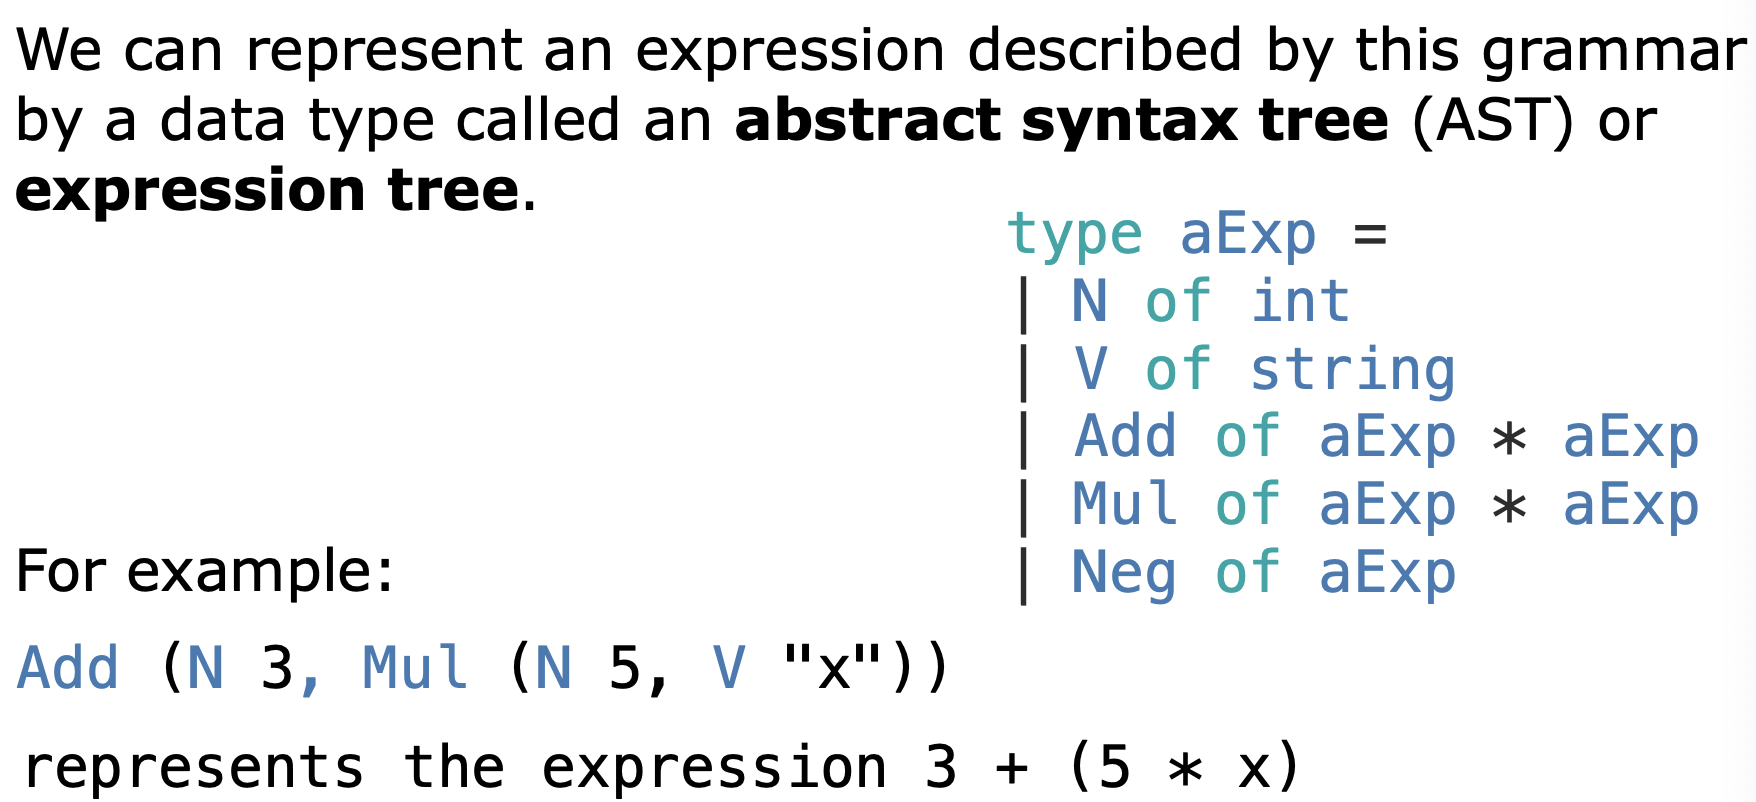 We can represent an expression described by this grammar
by a data type called an abstract syntax tree (AST) or
expression tree.
type aExp =
| N of int
| V of string
| Add of aExp * aExp
| Mul of aExp * aExp
| Neg of aExp
For example:
Add (N 3, Mul (N 5, V "x"))
represents the expression 3 + (5 * x)